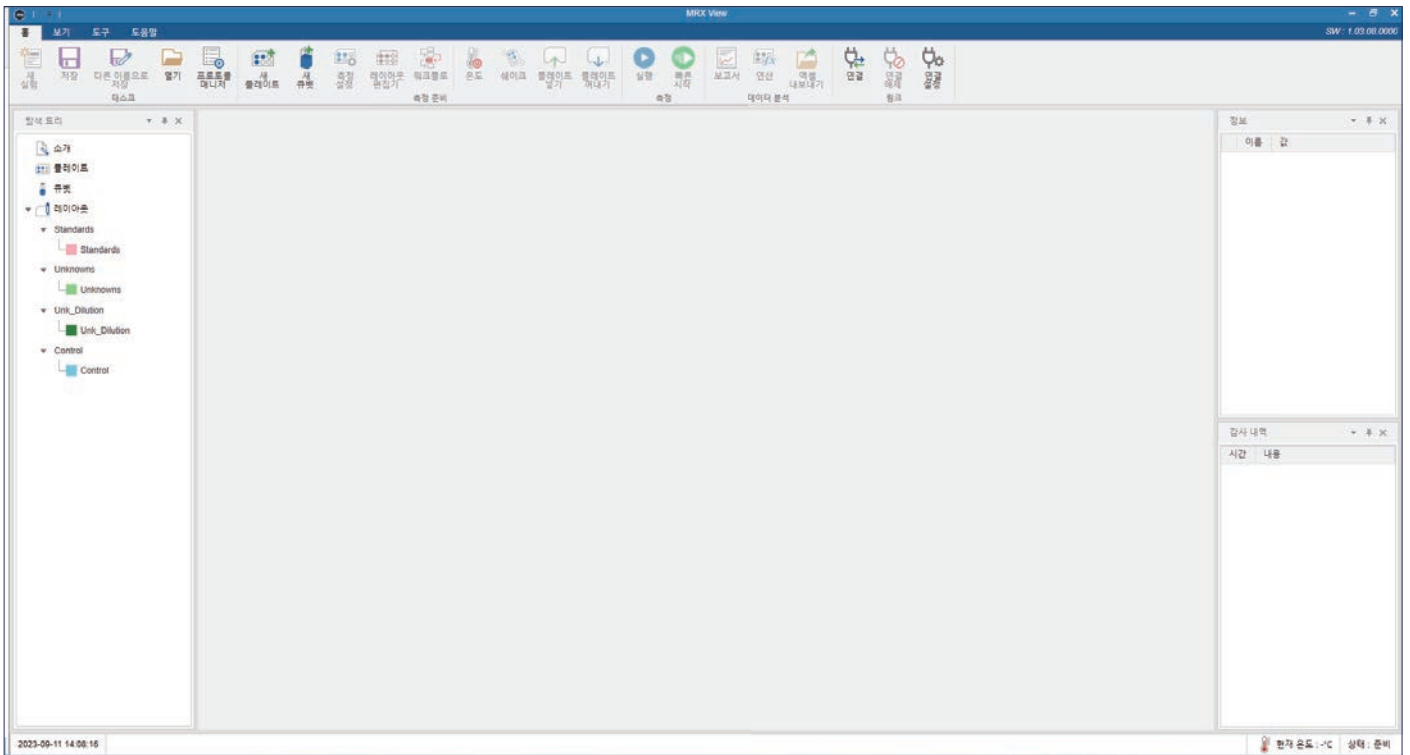 MRX View
홈 보기 도구 도움말
SW : 1.03.08.0000
새 실험
저장
다른 이름으로 저장
열기
프로토콜 매니저
새 플레이트
새 큐벳
측정 설정
레이아웃 편집기
워크플로
온도
쉐이크
플레이트 넣기
플레이트 꺼내기
실행
빠른 시작
보고서
연산
엑셀 내보내기
연결
연결 해제
연결 설정
태스크
측정 준비
측정
데이터 분석
링크
탐색 트리
소개
플레이트
큐벳
레이아웃
Standards
Standards
Unknowns
Unknowns
Unk_Dilution
Unk_Dilution
Control
Control
정보
이름 값
감사 내역
시간 내용
2023-09-11 14:08:16
현재 온도 : -°C 상태 : 준비